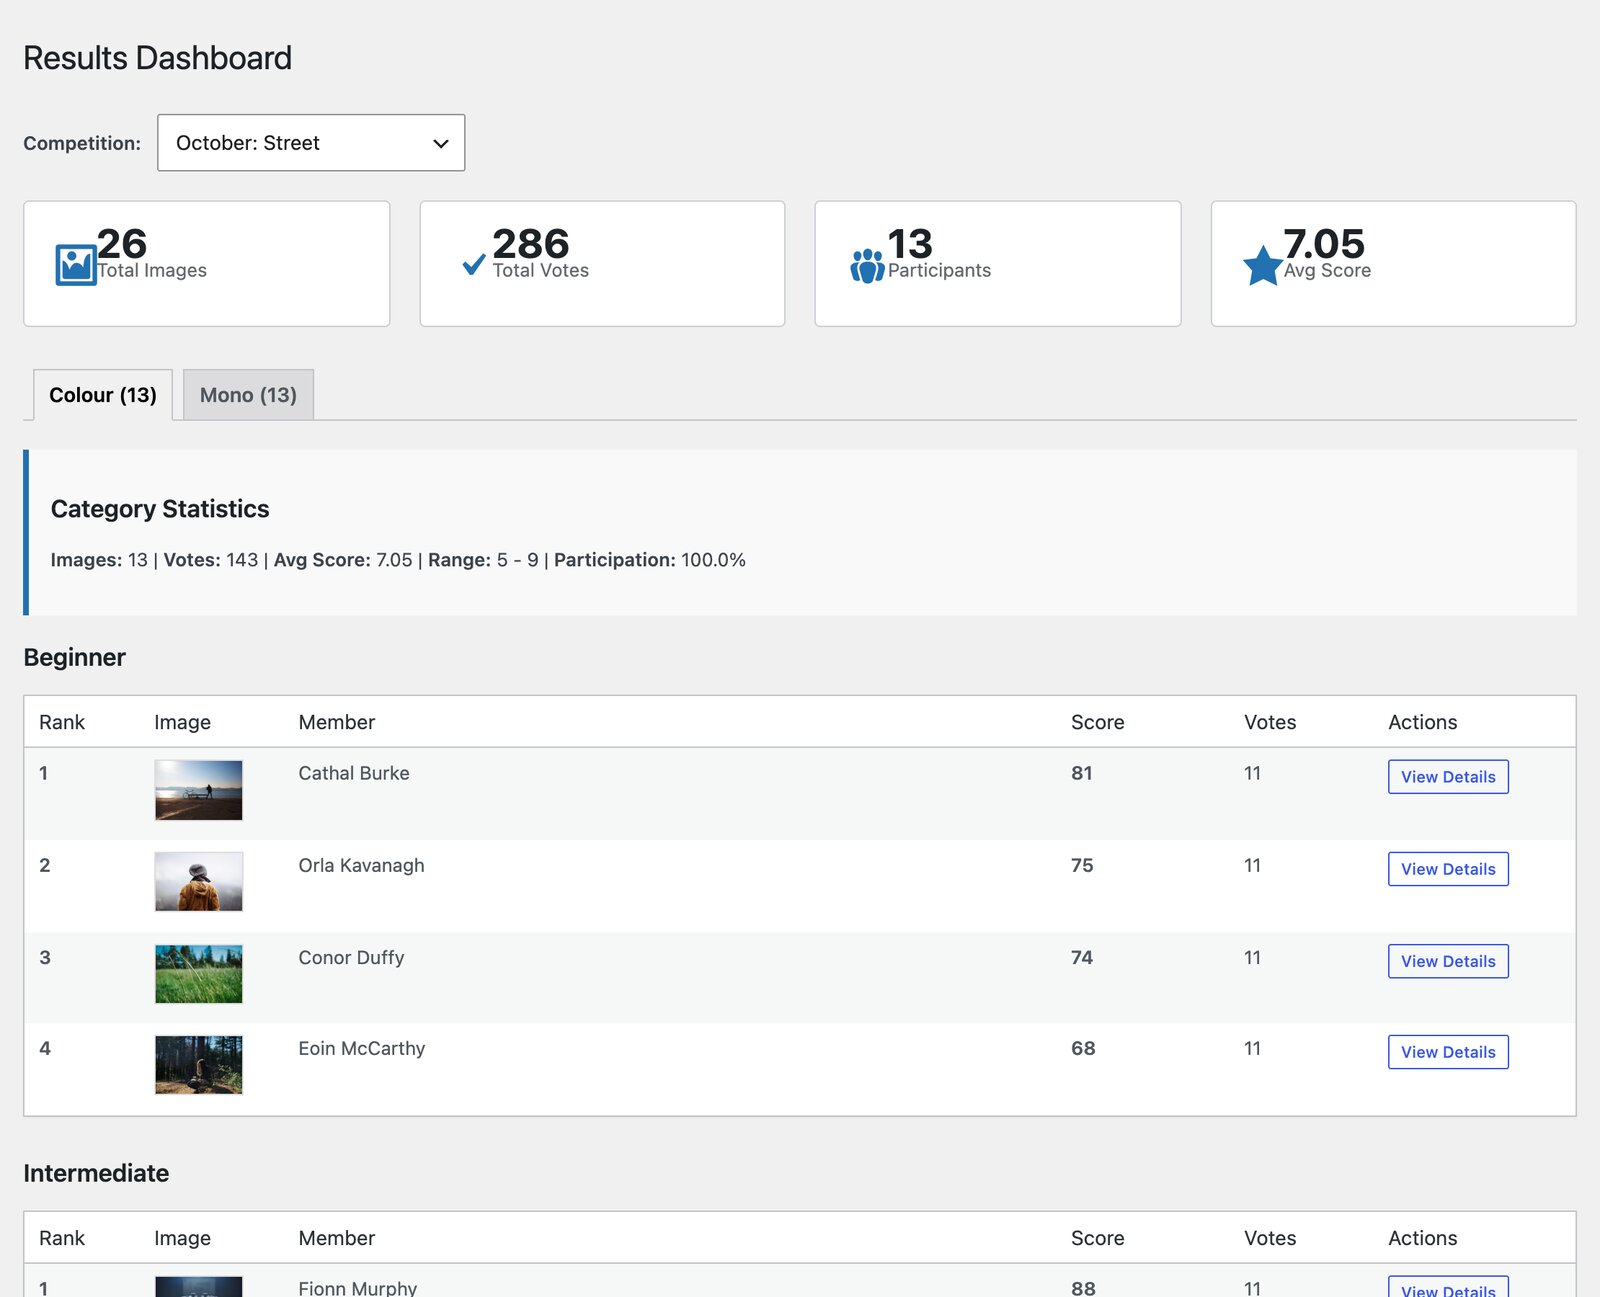 Results Dashboard
Competition: October: Street
26 286 13 7.05
Total Images Total Votes Participants Avg Score
Colour (13) Mono (13)
Category Statistics
Images: 13 | Votes: 143 | Avg Score: 7.05 | Range: 5 - 9 | Participation: 100.0%
Beginner
Rank Image Member Score Votes Actions
1 Cathal Burke 81 11 View Details
2 Orla Kavanagh 75 11 View Details
3 Conor Duffy 74 11 View Details
4 Eoin McCarthy 68 11 View Details
Intermediate
Rank Image Member Score Votes Actions
1 Fionn Murphy 88 11 View Details